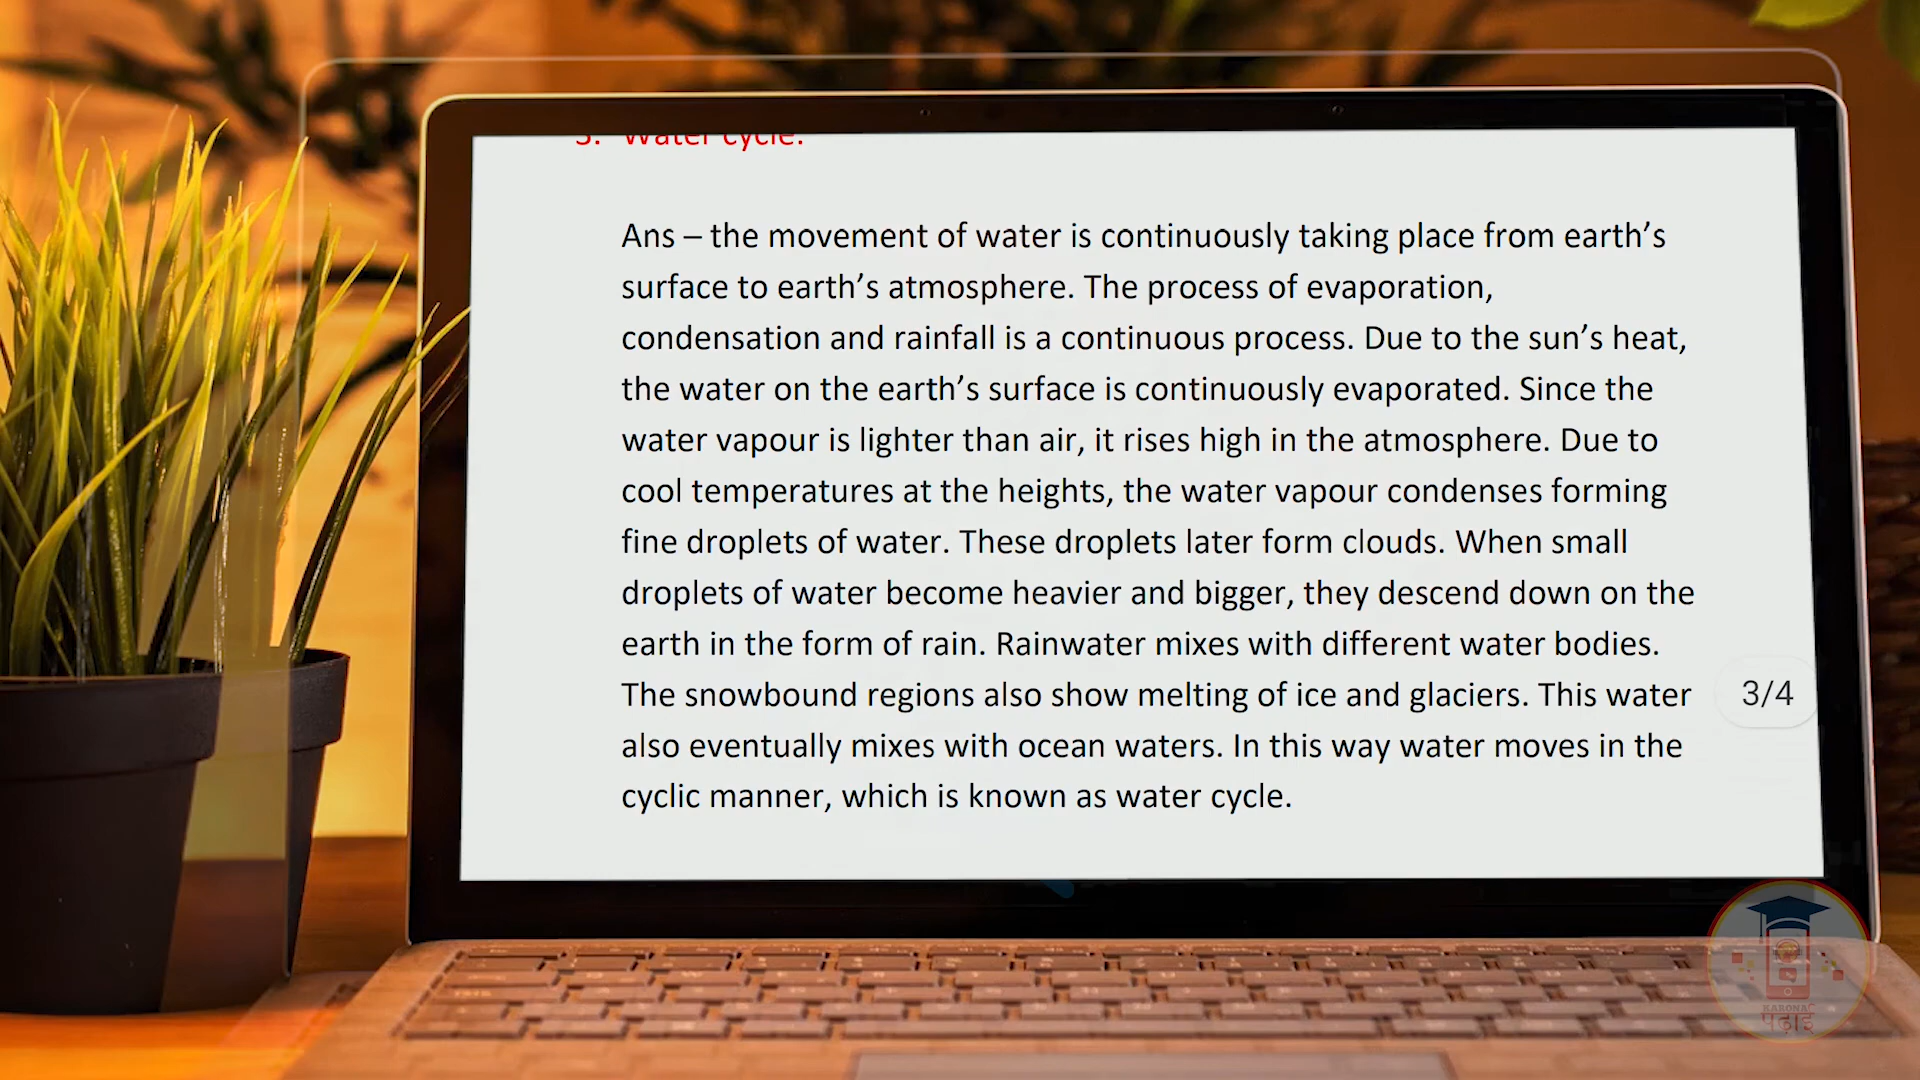 3. Water cycle.
Ans – the movement of water is continuously taking place from earth’s
surface to earth’s atmosphere. The process of evaporation,
condensation and rainfall is a continuous process. Due to the sun’s heat,
the water on the earth’s surface is continuously evaporated. Since the
water vapour is lighter than air, it rises high in the atmosphere. Due to
cool temperatures at the heights, the water vapour condenses forming
fine droplets of water. These droplets later form clouds. When small
droplets of water become heavier and bigger, they descend down on the
earth in the form of rain. Rainwater mixes with different water bodies.
The snowbound regions also show melting of ice and glaciers. This water
3/4
also eventually mixes with ocean waters. In this way water moves in the
cyclic manner, which is known as water cycle.
KARONA
पढ़ाई